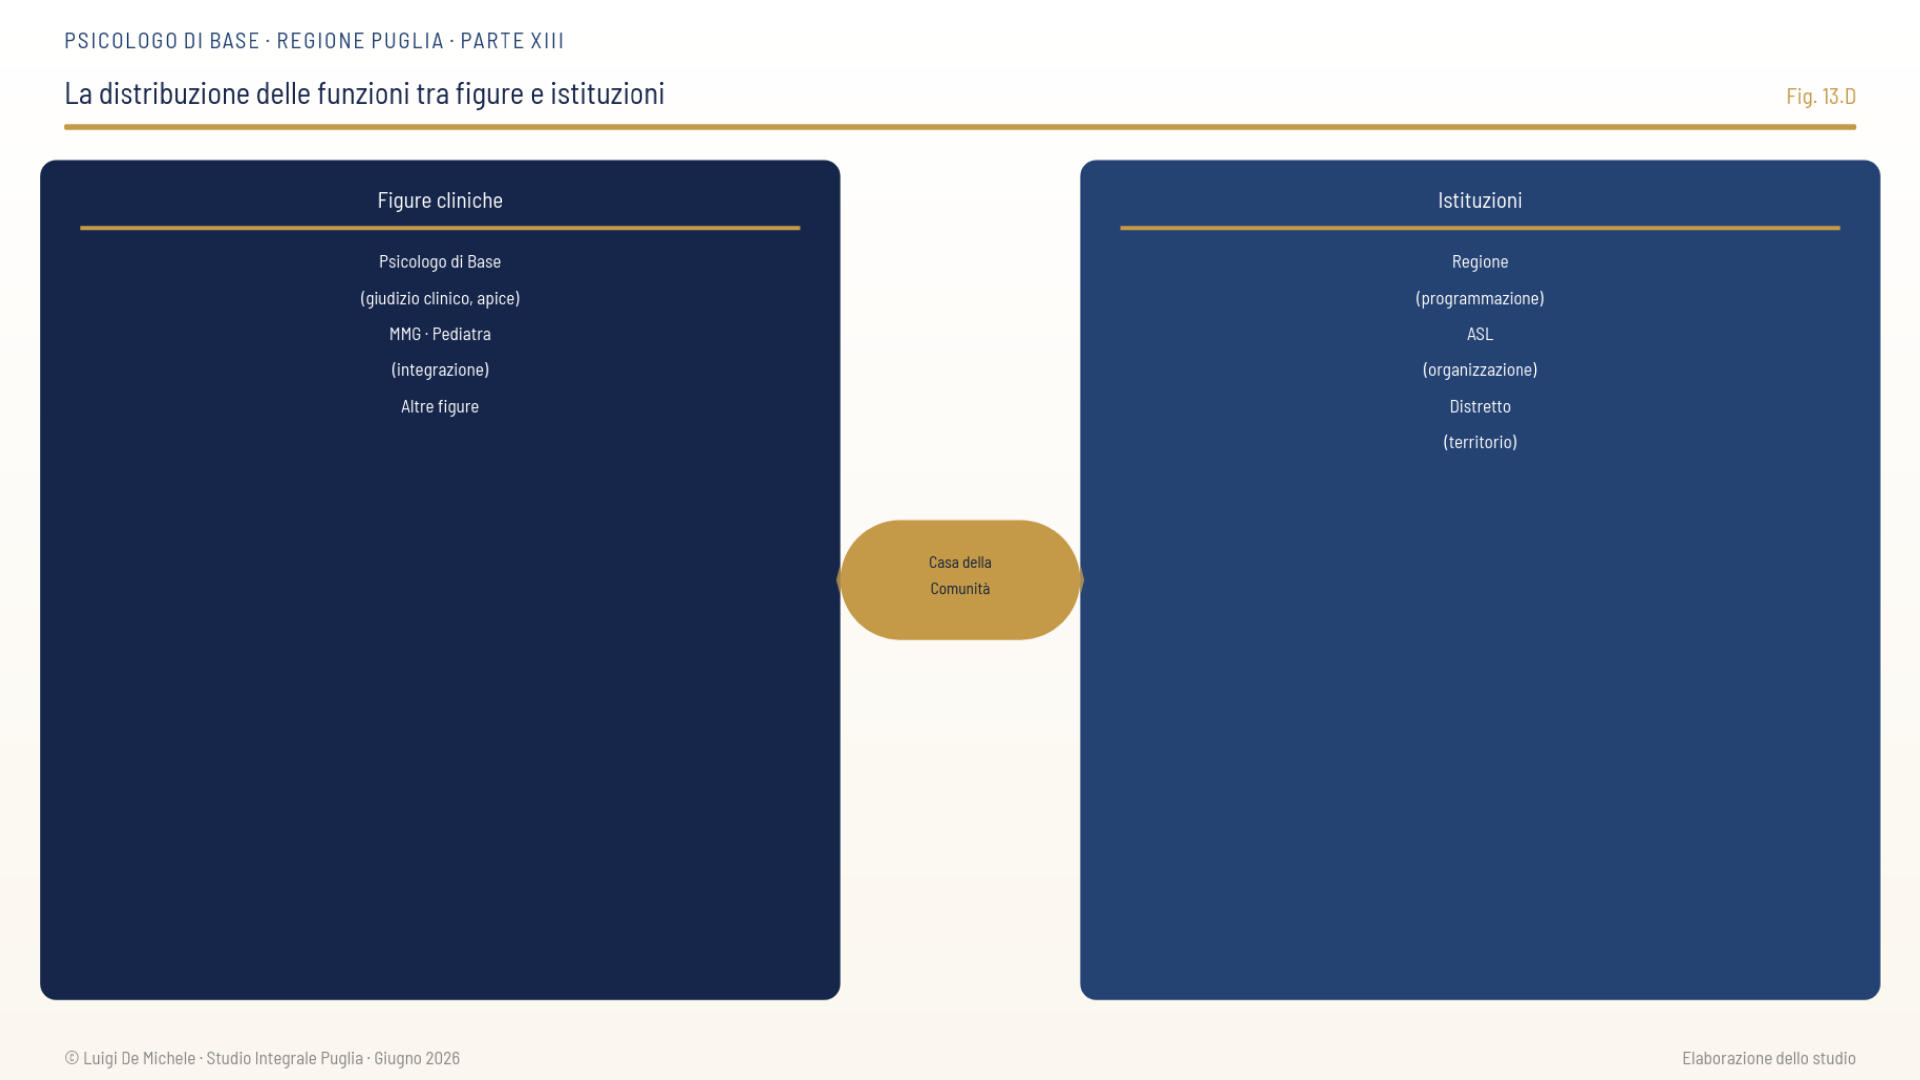 PSICOLOGO DI BASE · REGIONE PUGLIA · PARTE XIII
La distribuzione delle funzioni tra figure e istituzioni
Fig. 13.D
Figure cliniche
Psicologo di Base
(giudizio clinico, apice)
MMG · Pediatra
(integrazione)
Altre figure
Casa della
Comunità
Istituzioni
Regione
(programmazione)
ASL
(organizzazione)
Distretto
(territorio)
© Luigi De Michele · Studio Integrale Puglia · Giugno 2026
Elaborazione dello studio